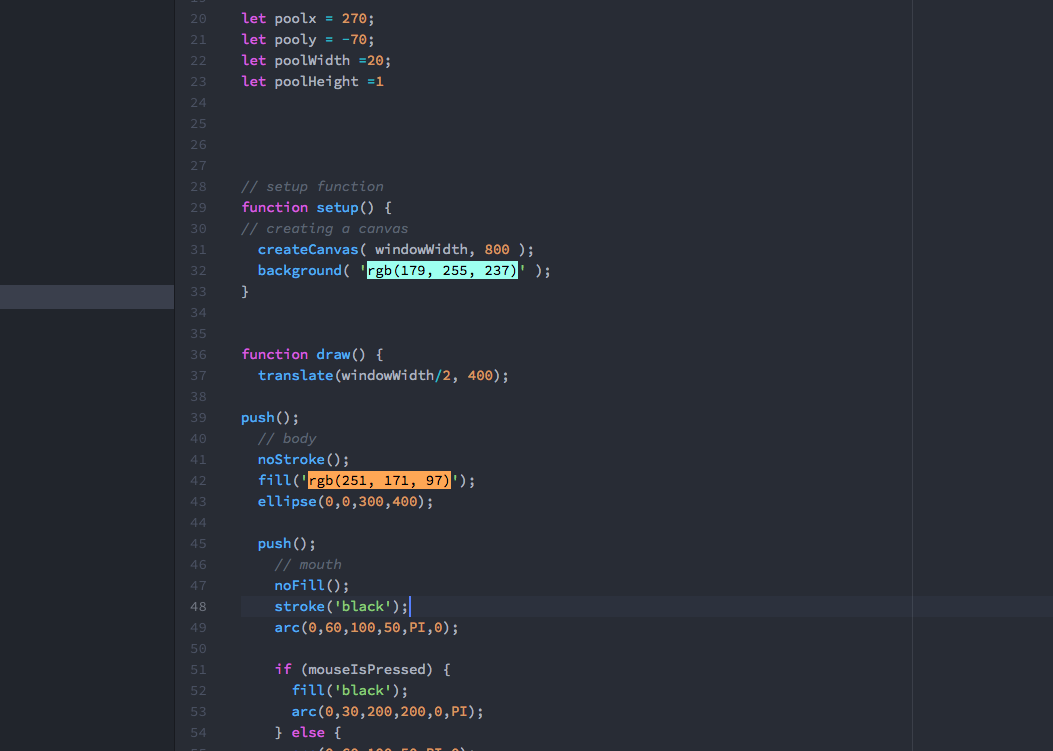 20 let poolx = 270;
21 let pooly = -70;
22 let poolWidth =20;
23 let poolHeight =1
24
25
26
27
28 // setup function
29 function setup() {
30 // creating a canvas
31 createCanvas( windowWidth, 800 );
32 background( 'rgb(179, 255, 237)' );
33 }
34
35
36 function draw() {
37 translate(windowWidth/2, 400);
38
39 push();
40 // body
41 noStroke();
42 fill('rgb(251, 171, 97)');
43 ellipse(0,0,300,400);
44
45 push();
46 // mouth
47 noFill();
48 stroke('black');
49 arc(0,60,100,50,PI,0);
50
51 if (mouseIsPressed) {
52 fill('black');
53 arc(0,30,200,200,0,PI);
54 } else {